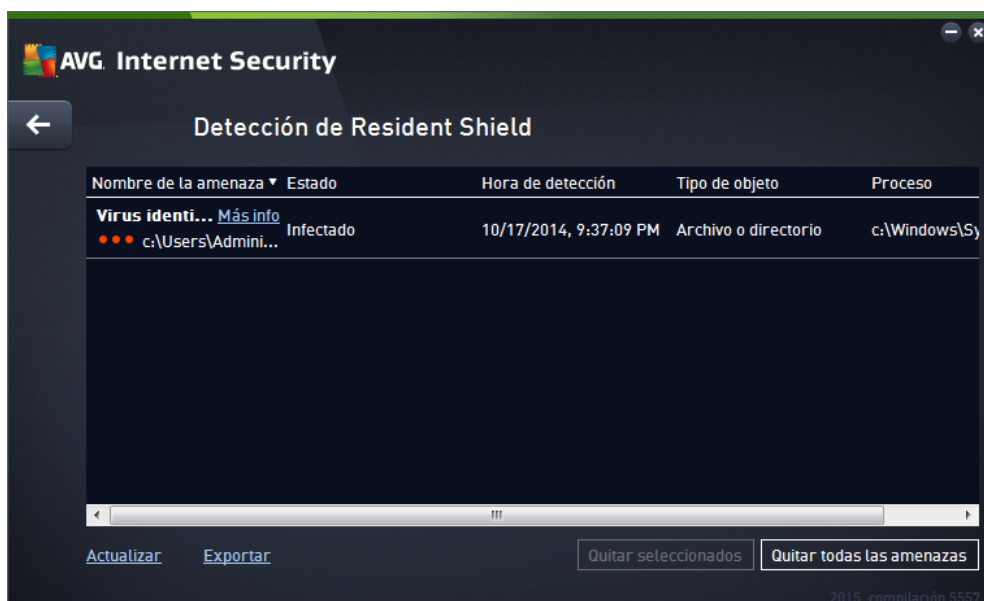 AVG. Internet Security
Detección de Resident Shield
Nombre de la amenaza Estado Hora de detección Tipo de objeto Proceso
Virus identi... Más info
Infectado 10/17/2014, 9:37:09 PM Archivo o directorio c:\Windows\Sy
c:\Users\Admini...
Actualizar Exportar Quitar seleccionados Quitar todas las amenazas
2015, compilación 5557